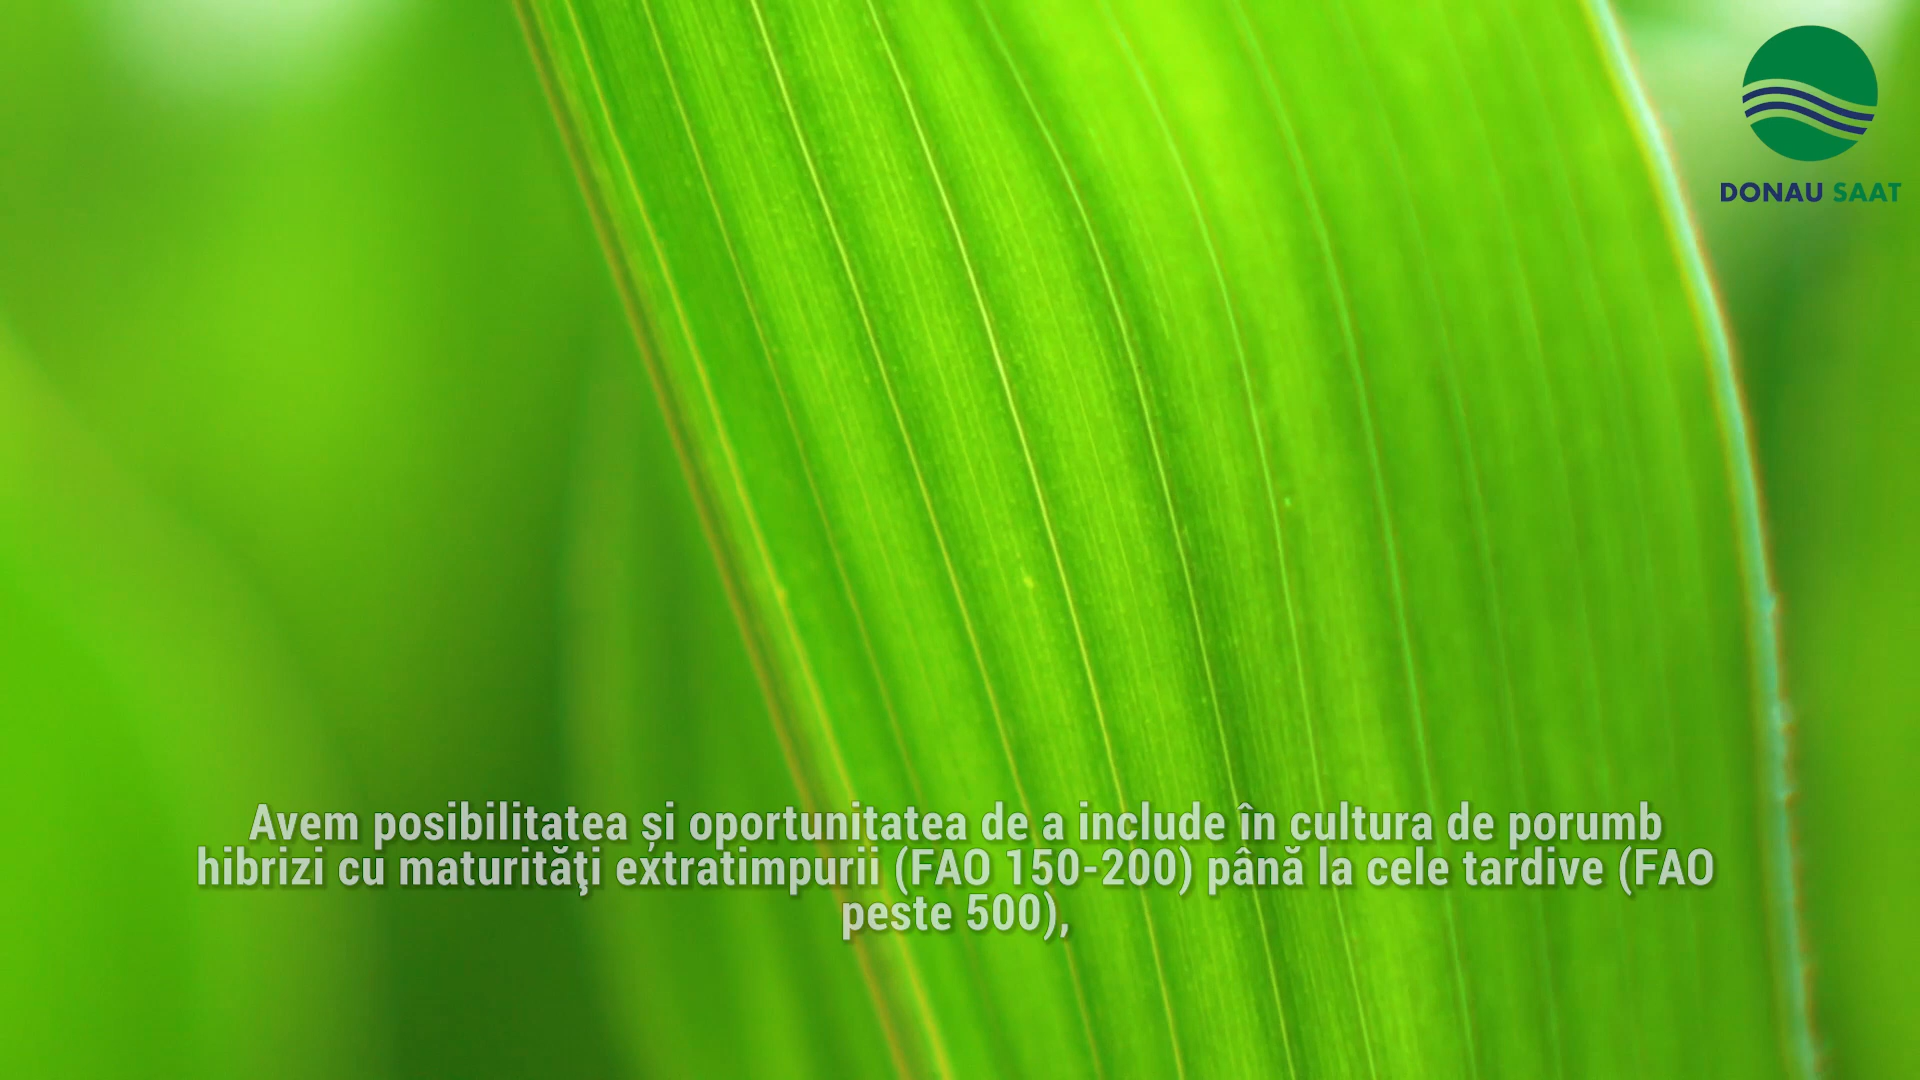 DONAU SAAT
Avem posibilitatea și oportunitatea de a include în cultura de porumb
hibrizi cu maturităţi extratimpurii (FAO 150-200) până la cele tardive (FAO
peste 500),